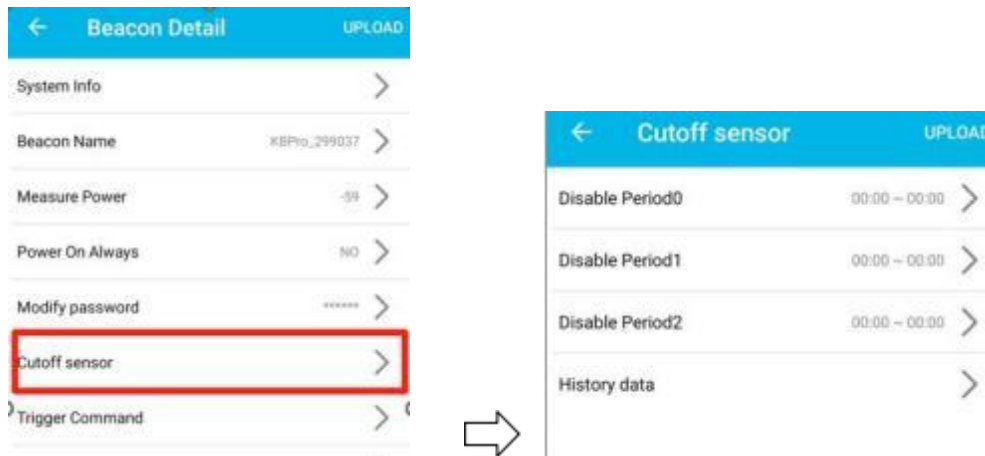 ← Beacon Detail UPLOAD
System Info
Beacon Name KBPro_299037
Measure Power -59
Power On Always NO
Modify password ******
Cutoff sensor
Trigger Command
← Cutoff sensor UPLOAD
Disable Period0 00:00 ~ 00:00
Disable Period1 00:00 ~ 00:00
Disable Period2 00:00 ~ 00:00
History data